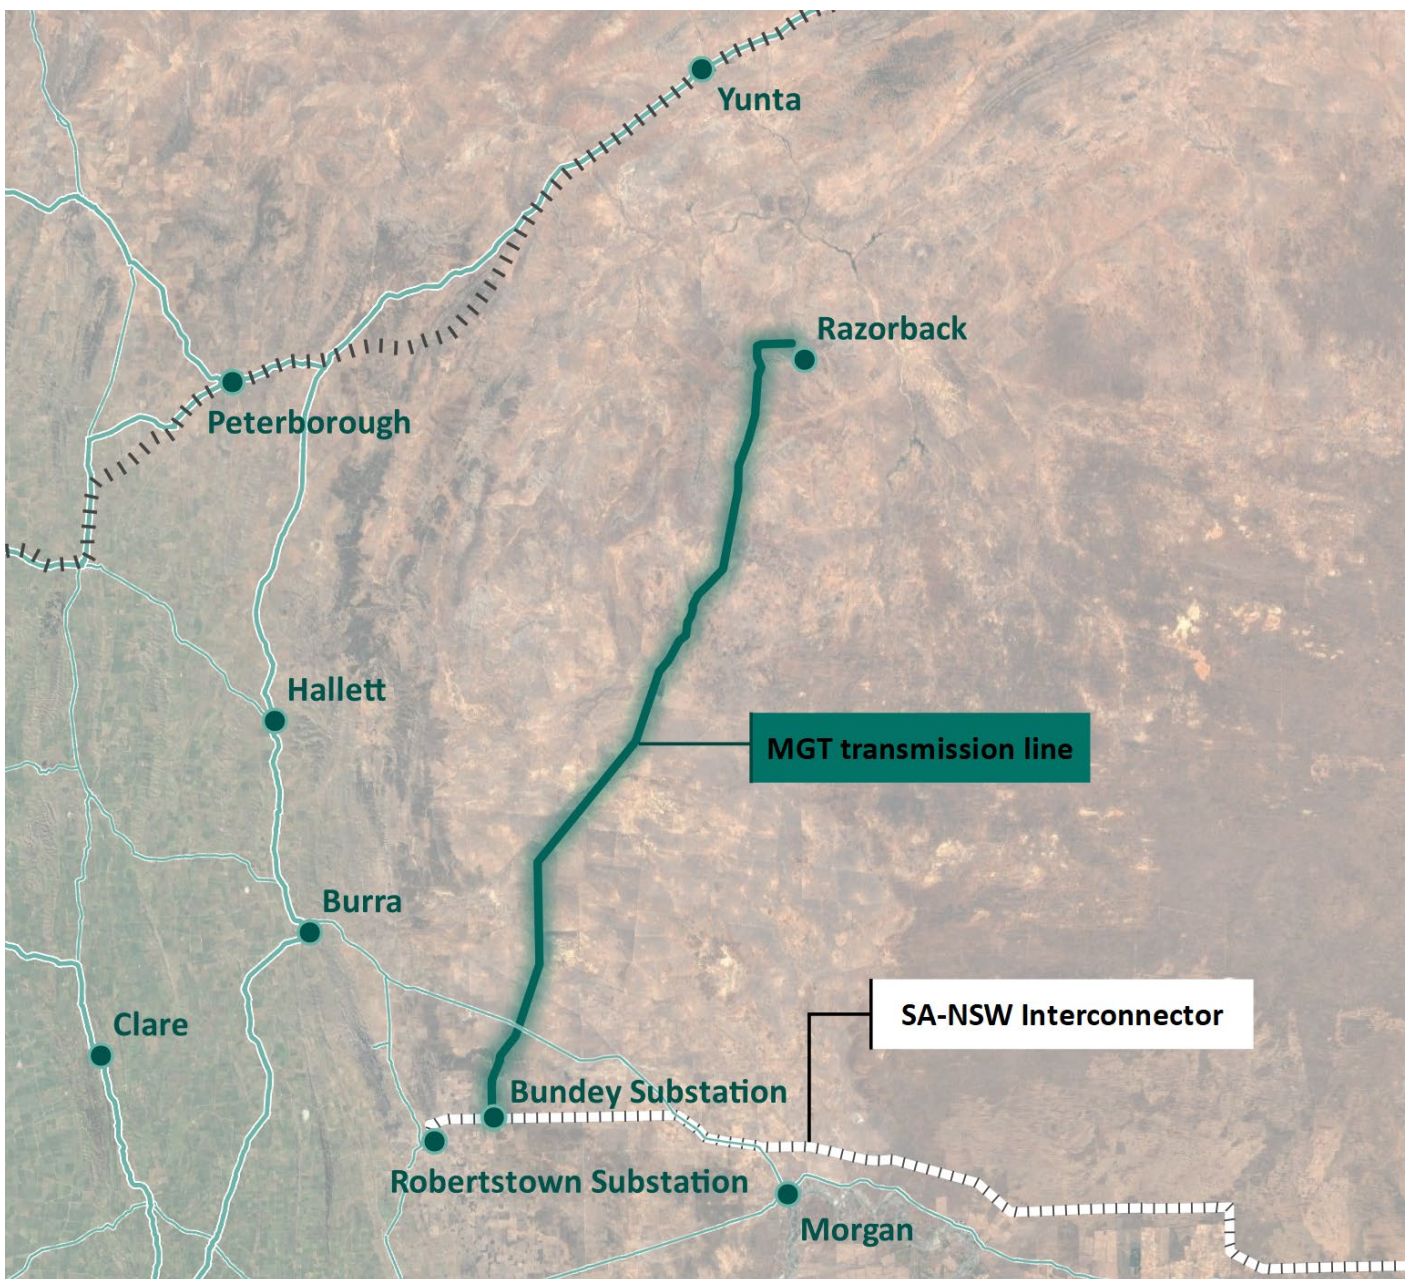 Yunta
Razorback
Peterborough
Hallett
MGT transmission line
Burra
SA-NSW Interconnector
Clare
Bundey Substation
Robertstown Substation
Morgan